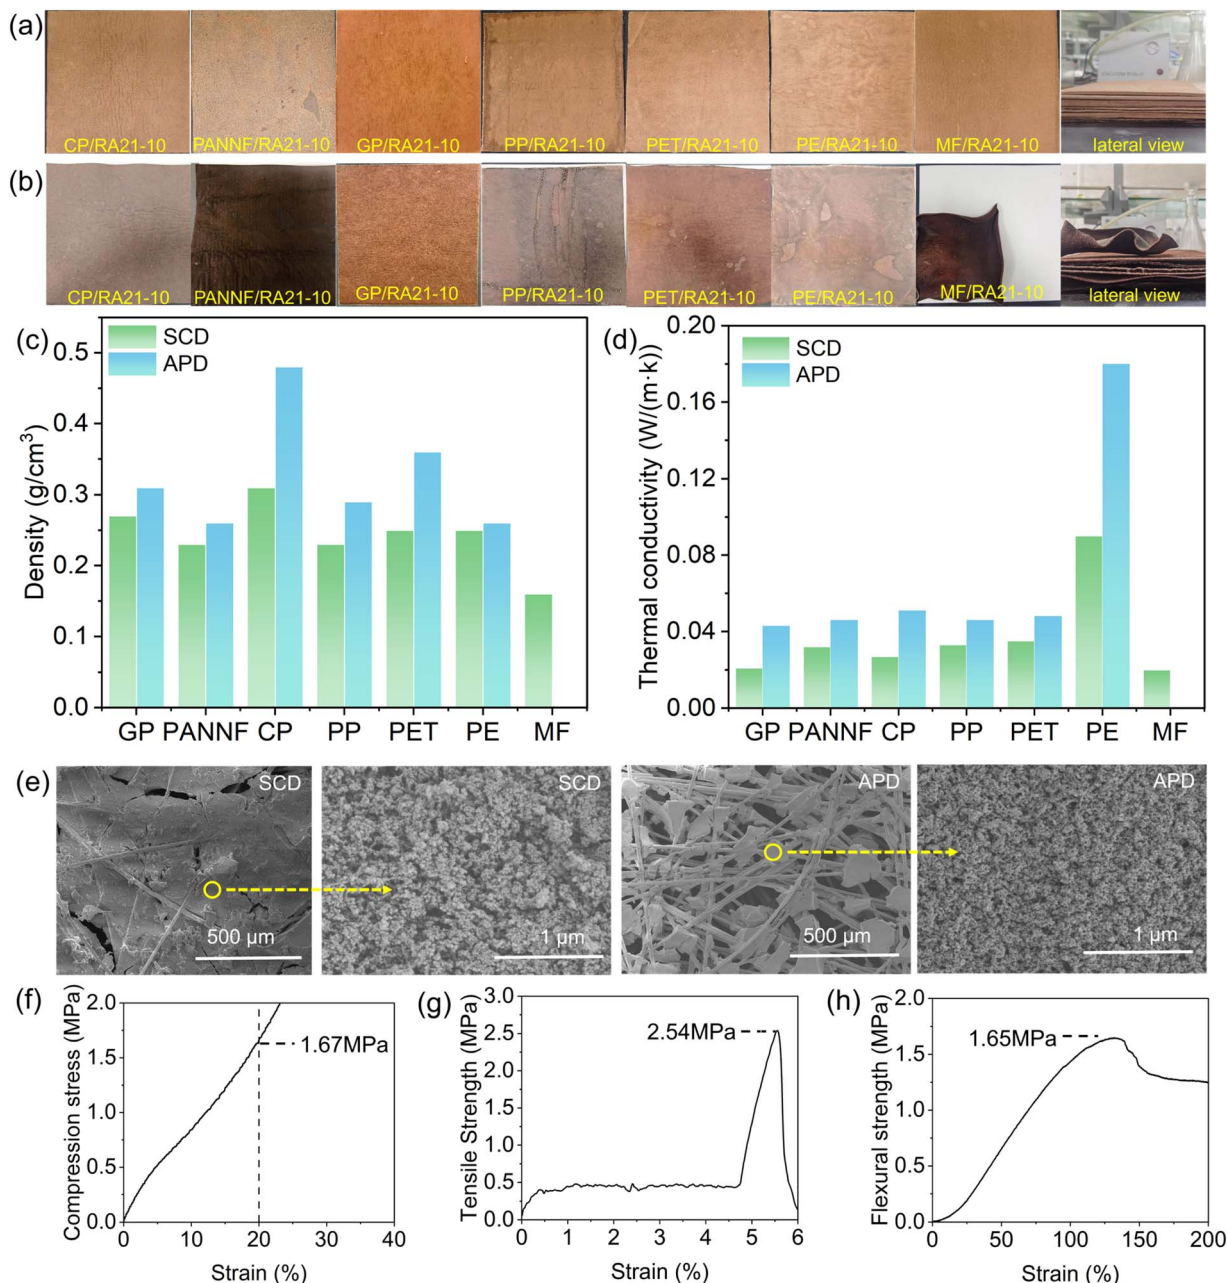 (a)
CP/RA21-10
PANNF/RA21-10
GP/RA21-10
PP/RA21-10
PET/RA21-10
PE/RA21-10
MF/RA21-10
lateral view
(b)
CP/RA21-10
PANNF/RA21-10
GP/RA21-10
PP/RA21-10
PET/RA21-10
PE/RA21-10
MF/RA21-10
lateral view
(c)
SCD
APD
Density (g/cm³)
0.5
0.4
0.3
0.2
0.1
0.0
GP PANNF CP PP PET PE MF
(d)
SCD
APD
Thermal conductivity (W/(m·k))
0.20
0.16
0.12
0.08
0.04
0.00
GP PANNF CP PP PET PE MF
(e)
SCD
500 µm
SCD
1 µm
APD
500 µm
APD
1 µm
(f)
Compression stress (MPa)
2.0
1.5
1.0
0.5
0.0
1.67MPa
0 10 20 30 40
Strain (%)
(g)
Tensile Strength (MPa)
3.0
2.5
2.0
1.5
1.0
0.5
0.0
2.54MPa
0 1 2 3 4 5 6
Strain (%)
(h)
Flexural strength (MPa)
2.0
1.5
1.0
0.5
0.0
1.65MPa
0 50 100 150 200
Strain (%)